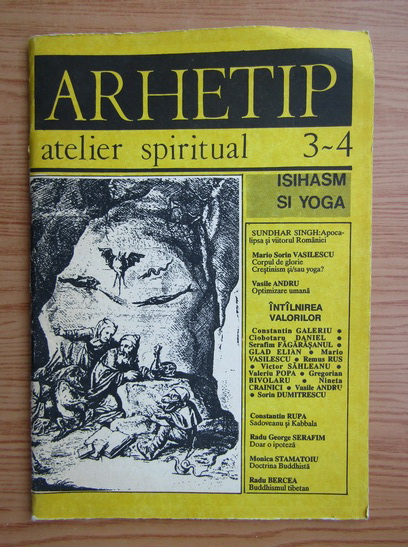 ARHETIP
atelier spiritual 3~4
ISIHASM
SI YOGA
SUNDHAR SINGH:Apoca-
lipsa și viitorul României
Mario Sorin VASILESCU
Corpul de glorie
Creștinism și/sau yoga?
Vasile ANDRU
Optimizare umană
ÎNTÎLNIREA
VALORILOR
Constantin GALERIU •
Ciobotaru DANIEL •
Serafim FĂGĂRĂȘANUL •
GLAD ELIAN • Mario
VASILESCU • Remus RUS
• Victor SĂHLEANU •
Valeriu POPA • Gregorian
BIVOLARU • Nineta
CRAINICI • Vasile ANDRU
• Sorin DUMITRESCU
Constantin RUPA
Sadoveanu și Kabbala
Radu George SERAFIM
Doar o ipoteză
Monica STAMATOIU
Doctrina Buddhistă
Radu BERCEA
Buddhismul tibetan